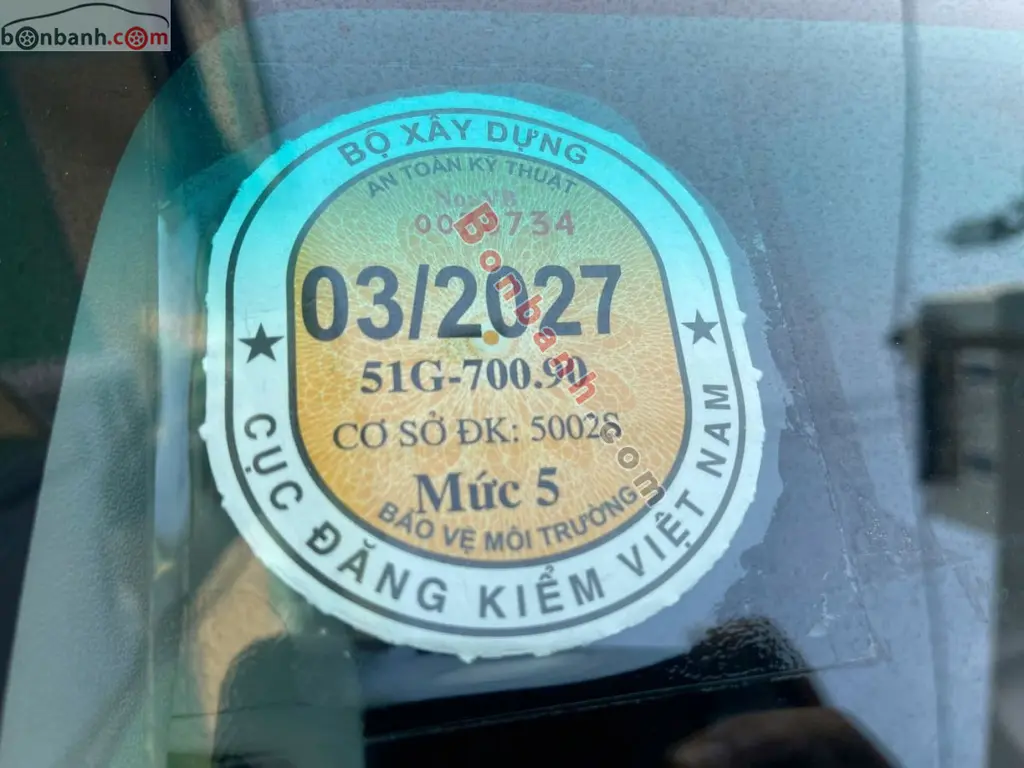 bonbanh.com
BỘ XÂY DỰNG
AN TOÀN KỸ THUẬT
03/2027
51G-700.90
CƠ SỞ ĐK: 5002S
Mức 5
BẢO VỆ MÔI TRƯỜNG
CỤC ĐĂNG KIỂM VIỆT NAM
Bonbanh.com